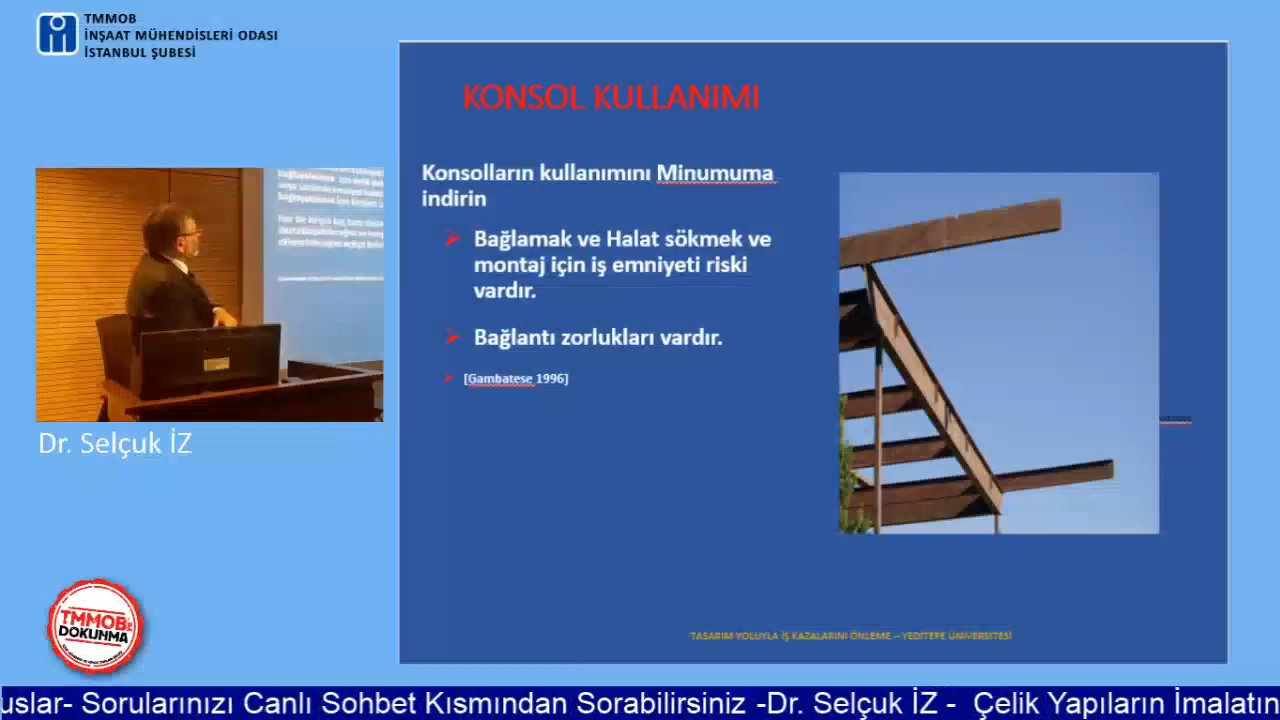 TMMOB
İNŞAAT MÜHENDİSLERİ ODASI
İSTANBUL ŞUBESİ
KONSOL KULLANIMI
Konsolların kullanımını Minumuma
indirin
Bağlamak ve Halat sökmek ve
montaj için iş emniyeti riski
vardır.
Bağlantı zorlukları vardır.
[Gambatese 1996]
Dr. Selçuk İZ
TMMOB
DOKUNMA
TASARIM YOLUYLA İŞ KAZALARINI ÖNLEME – YEDİTEPE ÜNİVERSİTESİ
uslar- Sorularınızı Canlı Sohbet Kısmından Sorabilirsiniz -Dr. Selçuk İZ - Çelik Yapıların İmalatın